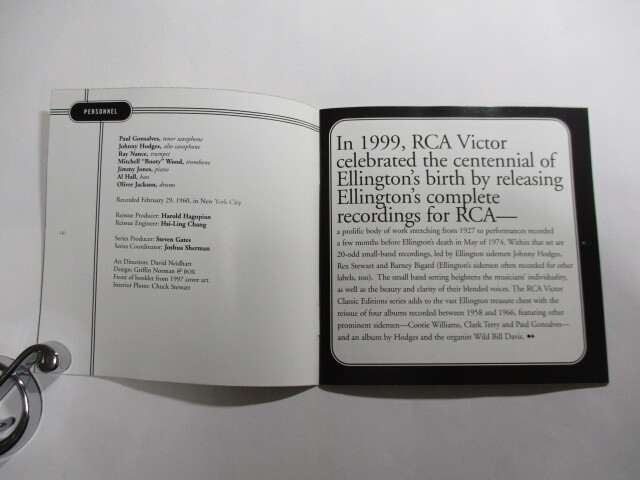 PERSONNEL
Paul Gonsalves, tenor saxophone
Johnny Hodges, alto saxophone
Ray Nance, trumpet
Mitchell "Booty" Wood, trombone
Jimmy Jones, piano
Al Hall, bass
Oliver Jackson, drums
Recorded February 29, 1960, in New York City
Reissue Producer: Harold Hagopian
Reissue Engineer: Hsi-Ling Chang
Series Producer: Steven Gates
Series Coordinator: Joshua Sherman
Art Direction: David Neidhart
Design: Griffin Norman @ BOX
Front of booklet from 1997 cover art.
Interior Photo: Chuck Stewart
In 1999, RCA Victor
celebrated the centennial of
Ellington's birth by releasing
Ellington's complete
recordings for RCA—
a prolific body of work stretching from 1927 to performances recorded
a few months before Ellington's death in May of 1974. Within that set are
20-odd small-band recordings, led by Ellington sidemen Johnny Hodges,
Rex Stewart and Barney Bigard (Ellington's sidemen often recorded for other
labels, too). The small band setting heightens the musicians' individuality,
as well as the beauty and clarity of their blended voices. The RCA Victor
Classic Editions series adds to the vast Ellington treasure chest with the
reissue of four albums recorded between 1958 and 1966, featuring other
prominent sidemen—Cootie Williams, Clark Terry and Paul Gonsalves—
and an album by Hodges and the organist Wild Bill Davis.